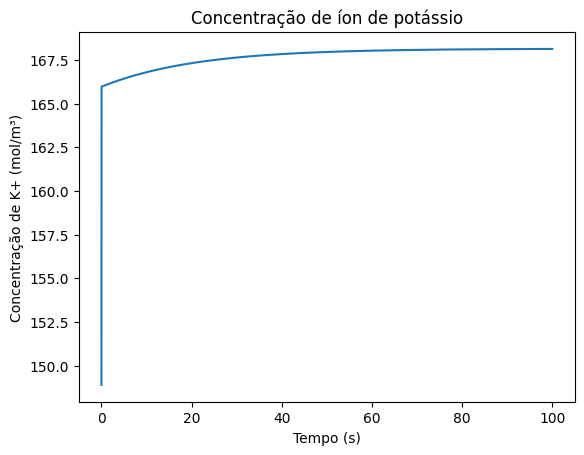 Concentração de íon de potássio
Concentração de K+ (mol/m³)
167.5
165.0
162.5
160.0
157.5
155.0
152.5
150.0
0 20 40 60 80 100
Tempo (s)